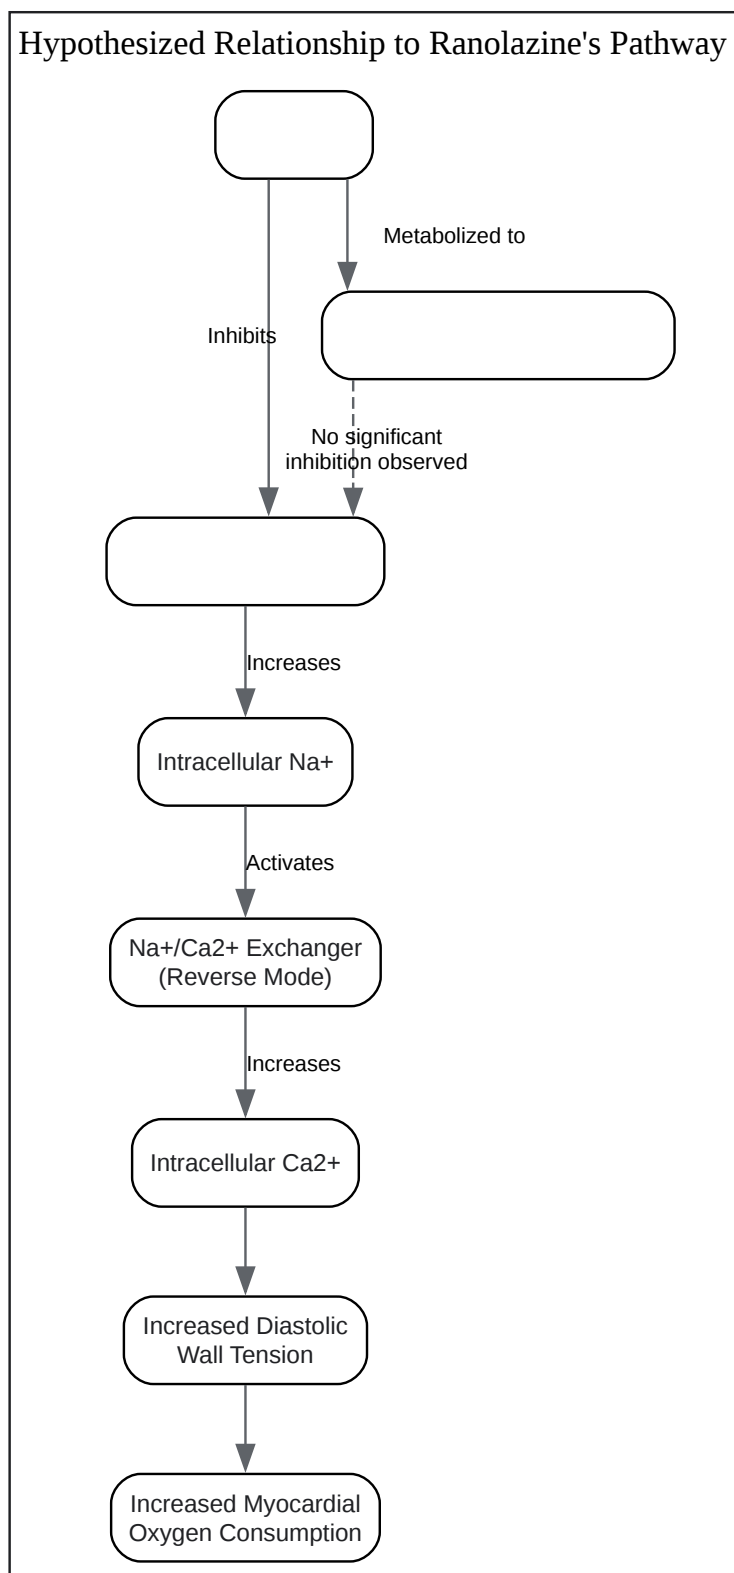 Hypothesized Relationship to Ranolazine's Pathway
Metabolized to
Inhibits
No significant
inhibition observed
Increases
Intracellular Na+
Activates
Na+/Ca2+ Exchanger
(Reverse Mode)
Increases
Intracellular Ca2+
Increased Diastolic
Wall Tension
Increased Myocardial
Oxygen Consumption